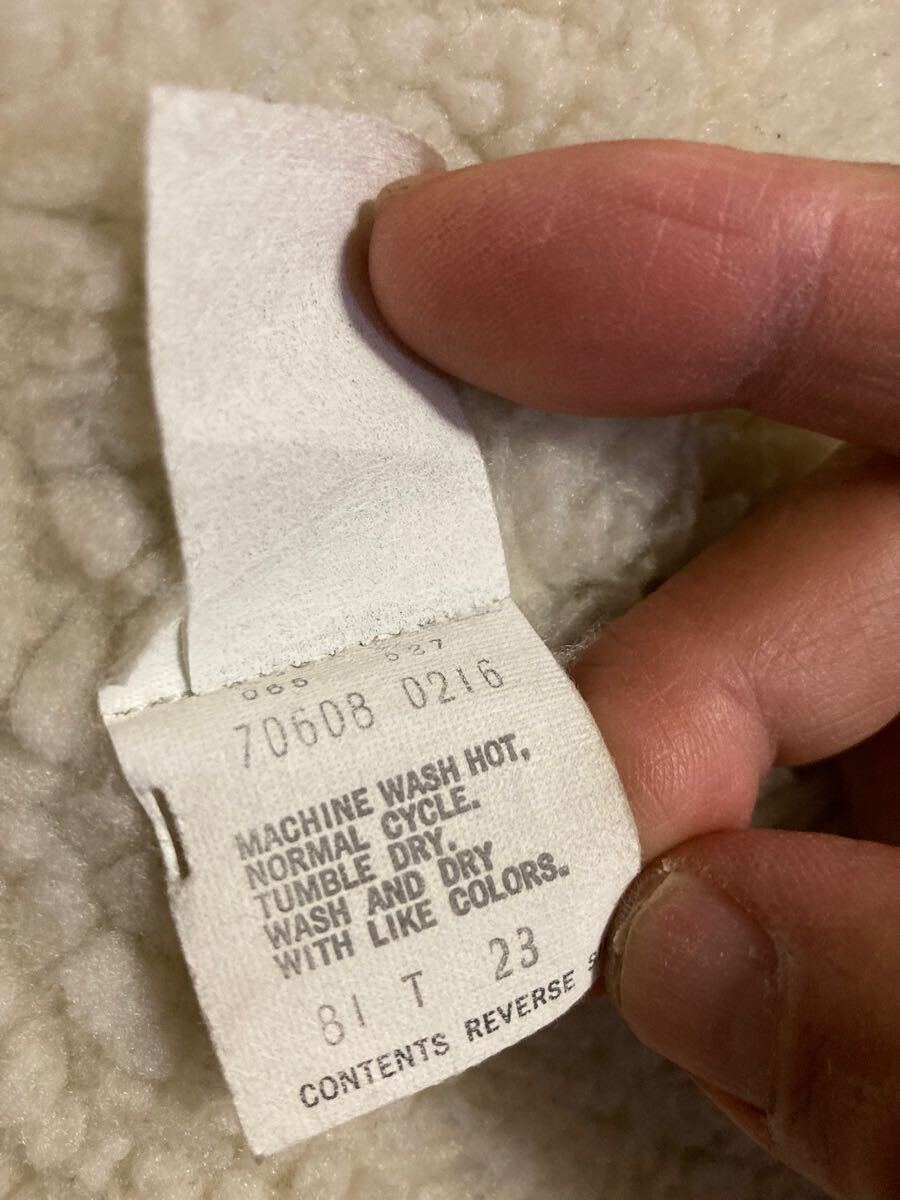 527
70608 0216
MACHINE WASH HOT,
NORMAL CYCLE.
TUMBLE DRY.
WASH AND DRY
WITH LIKE COLORS.
81 T 23
CONTENTS REVERSE